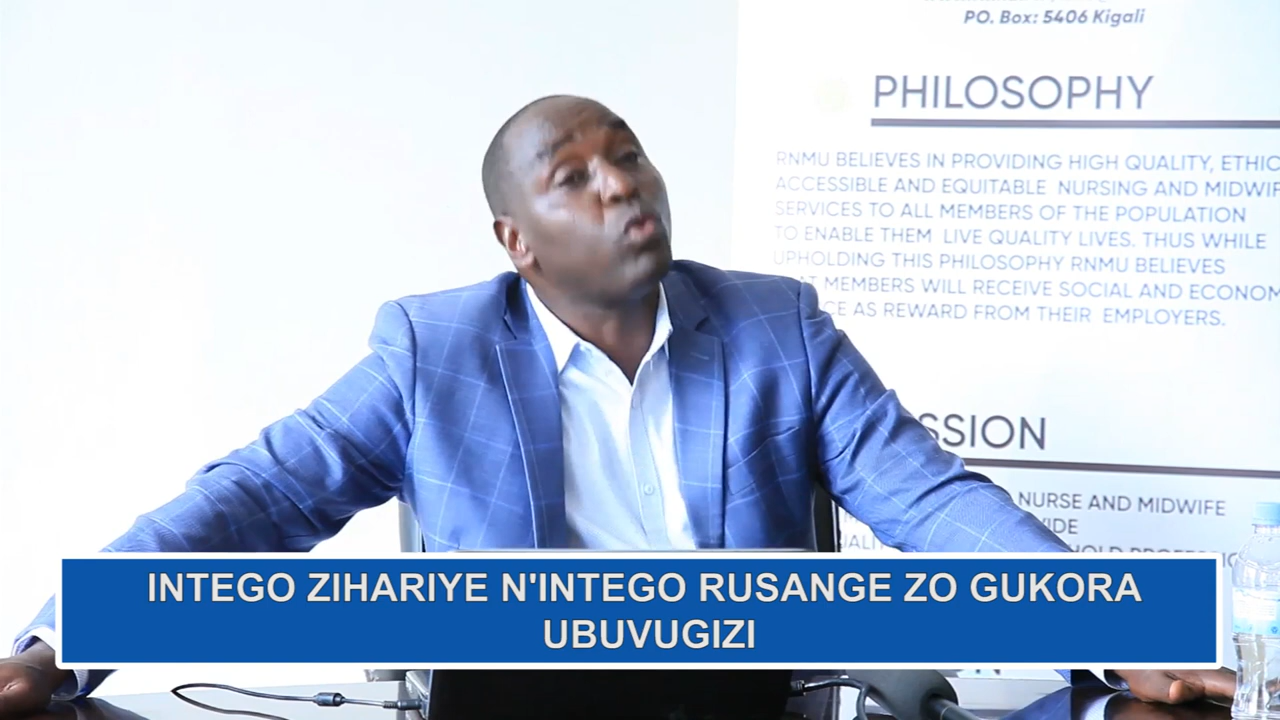 PO. Box: 5406 Kigali
PHILOSOPHY
RNMU BELIEVES IN PROVIDING HIGH QUALITY, ETHIC
ACCESSIBLE AND EQUITABLE NURSING AND MIDWIF
SERVICES TO ALL MEMBERS OF THE POPULATION
TO ENABLE THEM LIVE QUALITY LIVES. THUS WHILE
UPHOLDING THIS PHILOSOPHY RNMU BELIEVES
AT MEMBERS WILL RECEIVE SOCIAL AND ECONOM
CE AS REWARD FROM THEIR EMPLOYERS.
SSION
NURSE AND MIDWIFE
VIDE
INTEGO ZIHARIYE N'INTEGO RUSANGE ZO GUKORA
UBUVUGIZI